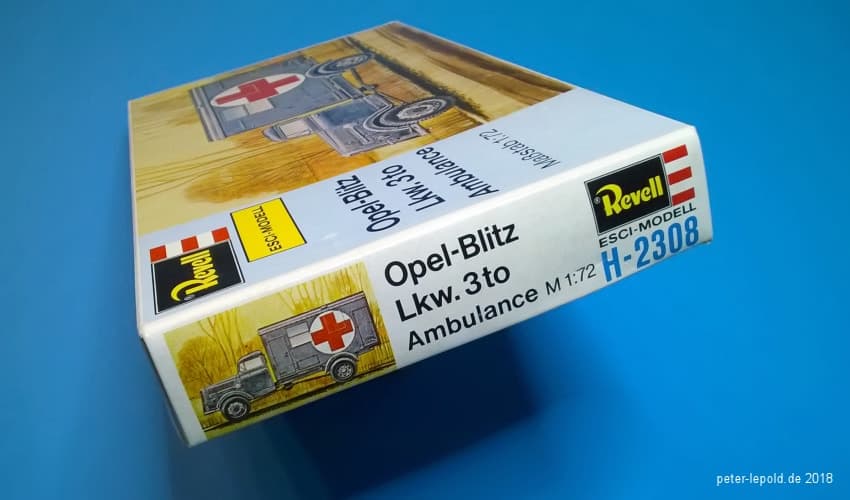 Maßstab 1:72
Opel-Blitz
Lkw. 3to
Ambulance
ESCI-MODELL
Revell
®
Opel-Blitz
Lkw. 3to
Ambulance M 1:72
®Revell
ESCI-MODELL
H-2308
peter-lepold.de 2018